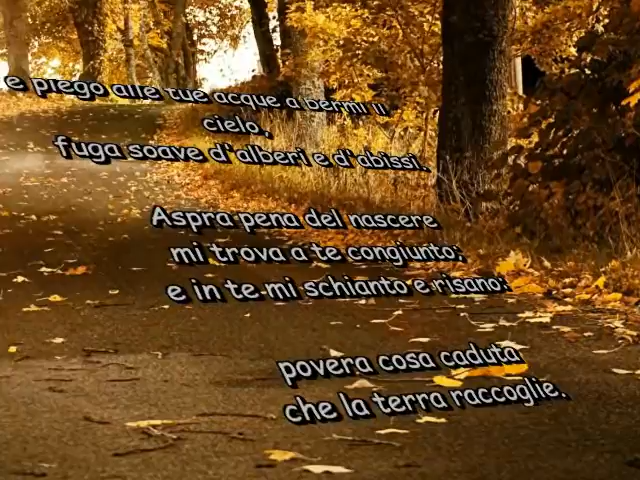 e prego alle tue acque a bermi il
cielo,
fuga soave d'alberi e d'abissi.
Aspra pena del nascere
mi trova a te congiunto;
e in te mi schianto e risano:
povera cosa caduta
che la terra raccoglie.